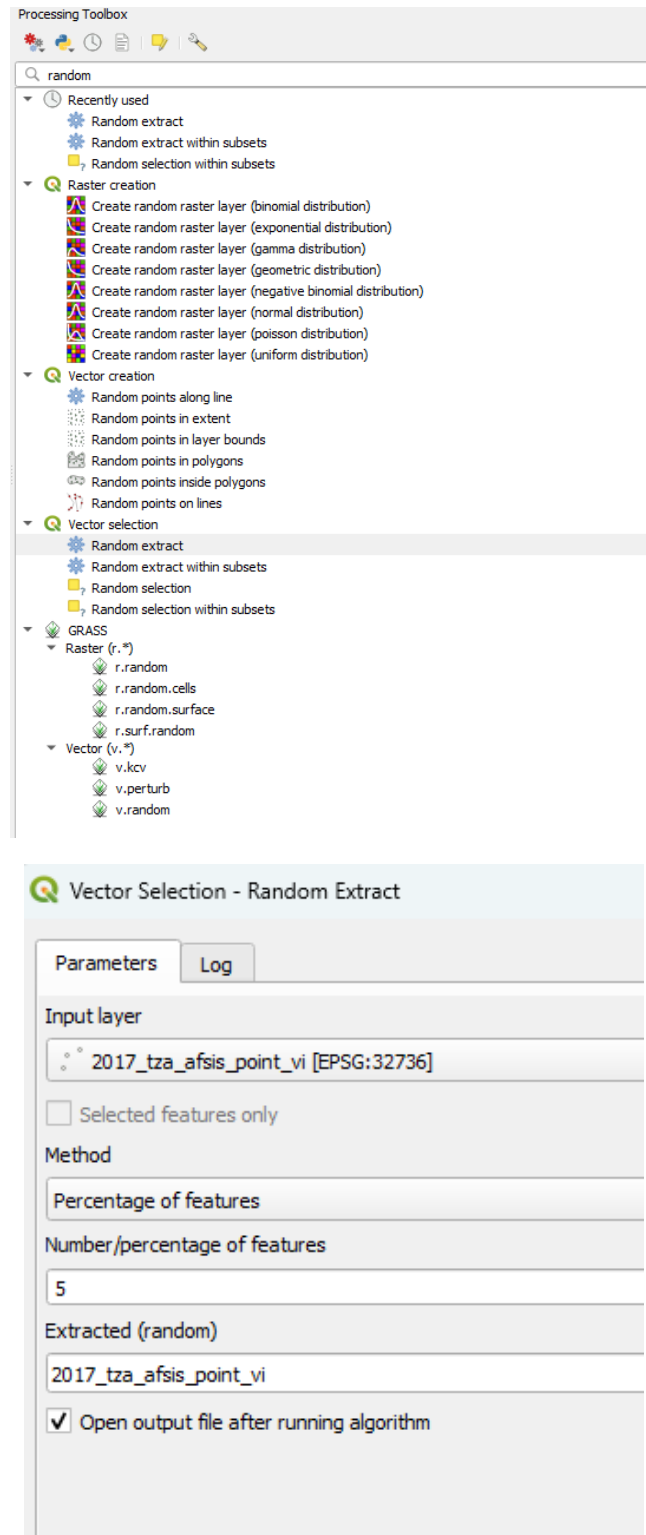 Processing Toolbox
random
Recently used
Random extract
Random extract within subsets
Random selection within subsets
Raster creation
Create random raster layer (binomial distribution)
Create random raster layer (exponential distribution)
Create random raster layer (gamma distribution)
Create random raster layer (geometric distribution)
Create random raster layer (negative binomial distribution)
Create random raster layer (normal distribution)
Create random raster layer (poisson distribution)
Create random raster layer (uniform distribution)
Vector creation
Random points along line
Random points in extent
Random points in layer bounds
Random points in polygons
Random points inside polygons
Random points on lines
Vector selection
Random extract
Random extract within subsets
Random selection
Random selection within subsets
GRASS
Raster (r.*)
r.random
r.random.cells
r.random.surface
r.surf.random
Vector (v.*)
v.kcv
v.perturb
v.random
Vector Selection - Random Extract
Parameters Log
Input layer
2017_tza_afsis_point_vi [EPSG:32736]
Selected features only
Method
Percentage of features
Number/percentage of features
5
Extracted (random)
2017_tza_afsis_point_vi
Open output file after running algorithm